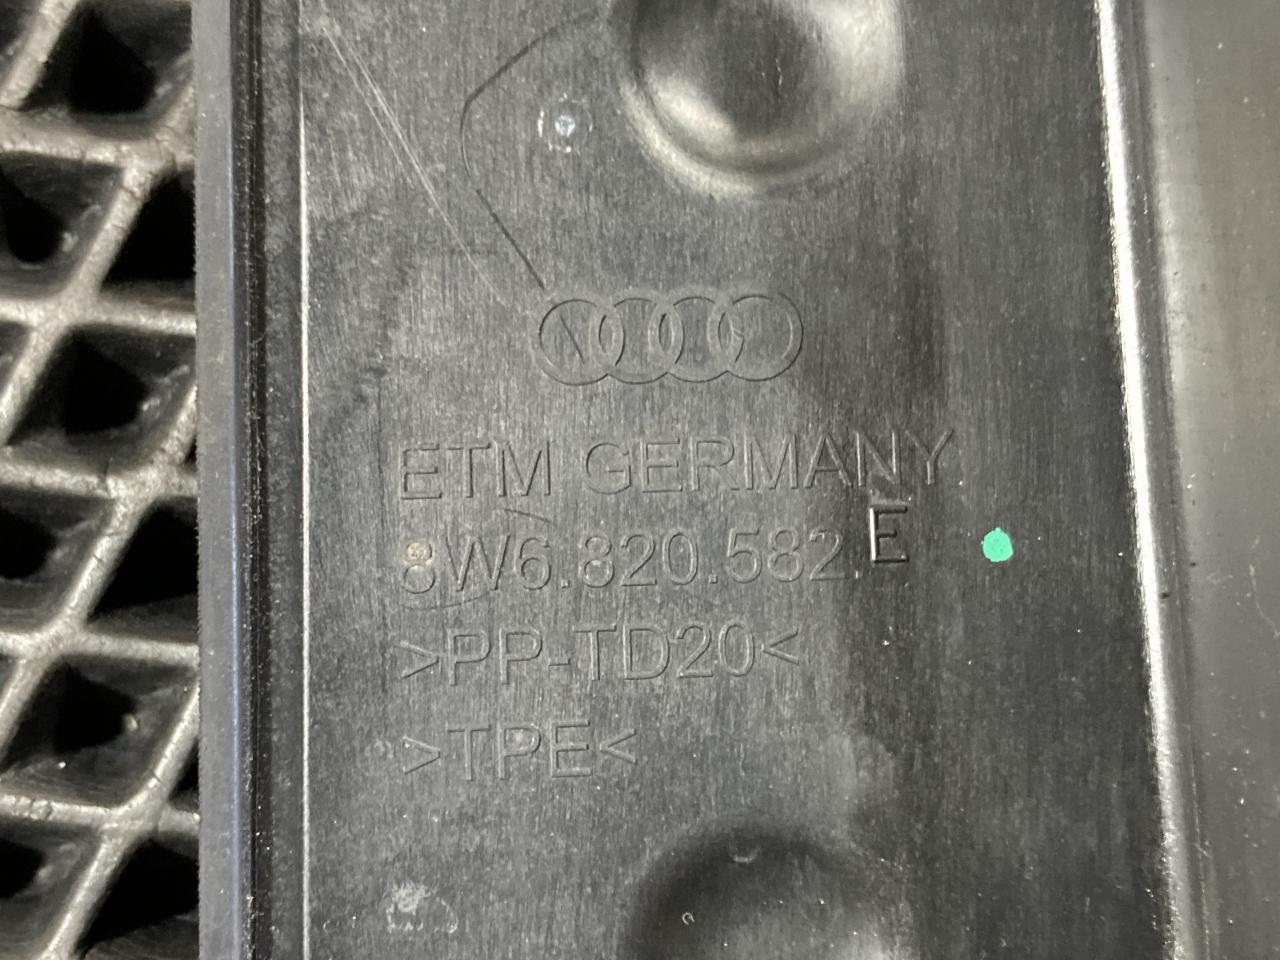 ETM GERMANY
8W6.820.582.E
>PP-TD20<
>TPE<